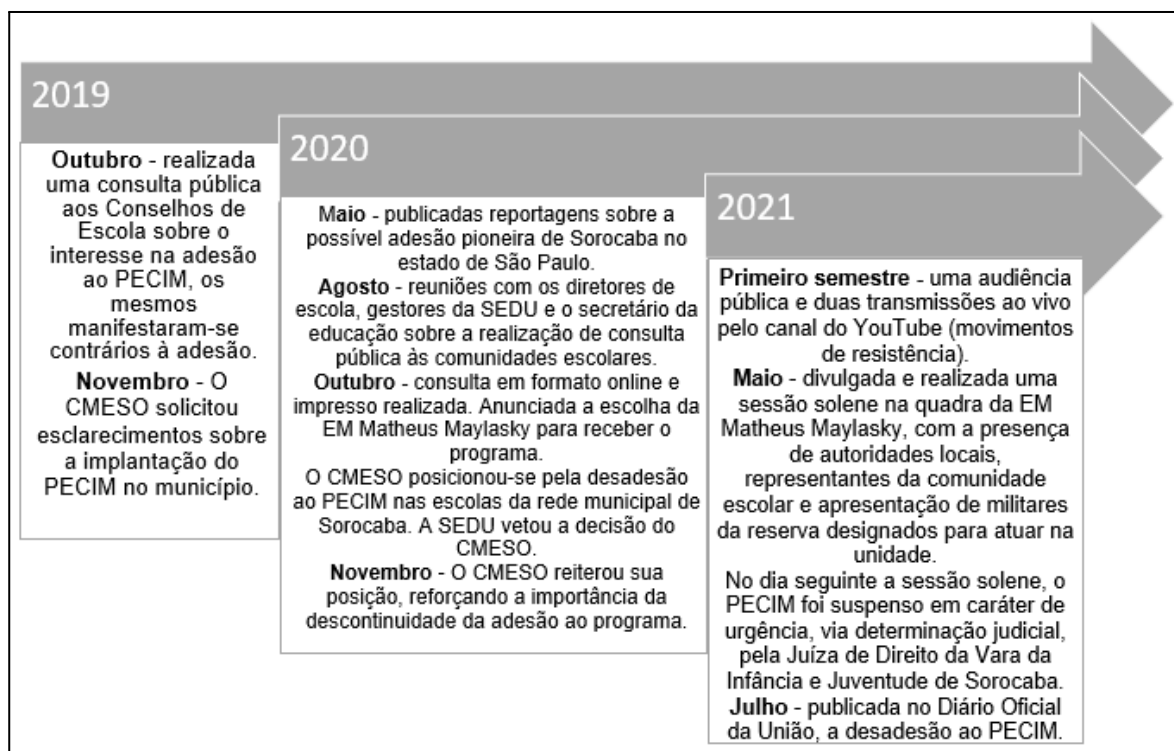 2019
Outubro - realizada
uma consulta pública
aos Conselhos de
Escola sobre o
interesse na adesão
ao PECIM, os
mesmos
manifestaram-se
contrários à adesão.
Novembro - O
CMESO solicitou
esclarecimentos sobre
a implantação do
PECIM no município.
2020
Maio - publicadas reportagens sobre a
possível adesão pioneira de Sorocaba no
estado de São Paulo.
Agosto - reuniões com os diretores de
escola, gestores da SEDU e o secretário da
educação sobre a realização de consulta
pública às comunidades escolares.
Outubro - consulta em formato online e
impresso realizada. Anunciada a escolha da
EM Matheus Maylasky para receber o
programa.
O CMESO posicionou-se pela desadesão
ao PECIM nas escolas da rede municipal de
Sorocaba. A SEDU vetou a decisão do
CMESO.
Novembro - O CMESO reiterou sua
posição, reforçando a importância da
descontinuidade da adesão ao programa.
2021
Primeiro semestre - uma audiência
pública e duas transmissões ao vivo
pelo canal do YouTube (movimentos
de resistência).
Maio - divulgada e realizada uma
sessão solene na quadra da EM
Matheus Maylasky, com a presença
de autoridades locais,
representantes da comunidade
escolar e apresentação de militares
da reserva designados para atuar na
unidade.
No dia seguinte a sessão solene, o
PECIM foi suspenso em caráter de
urgência, via determinação judicial,
pela Juíza de Direito da Vara da
Infância e Juventude de Sorocaba.
Julho - publicada no Diário Oficial
da União, a desadesão ao PECIM.